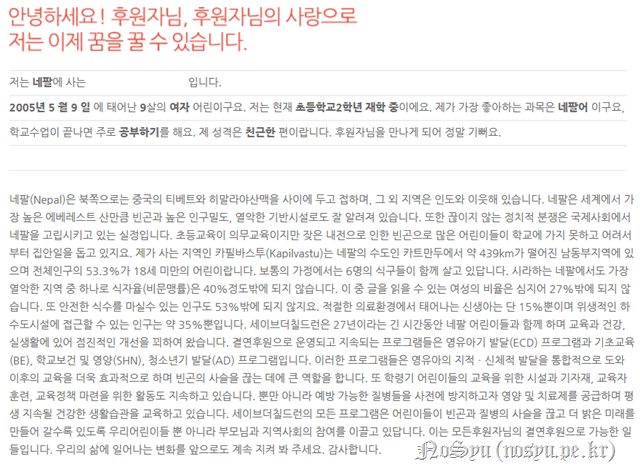 안녕하세요! 후원자님, 후원자님의 사랑으로
저는 이제 꿈을 꿀 수 있습니다.
저는 네팔에 사는 입니다.
2005년 5 월 9 일 에 태어난 9살의 여자 어린이구요. 저는 현재 초등학교2학년 재학 중이에요. 제가 가장 좋아하는 과목은 네팔어 이구요,
학교수업이 끝나면 주로 공부하기를 해요. 제 성격은 친근한 편이랍니다. 후원자님을 만나게 되어 정말 기뻐요.
네팔(Nepal)은 북쪽으로는 중국의 티베트와 히말라야산맥을 사이에 두고 접하며, 그 외 지역은 인도와 이웃해 있습니다. 네팔은 세계에서 가
장 높은 에베레스트 산만큼 빈곤과 높은 인구밀도, 열악한 기반시설로도 잘 알려져 있습니다. 또한 끊이지 않는 정치적 분쟁은 국제사회에서
네팔을 고립시키고 있는 실정입니다. 초등교육이 의무교육이지만 잦은 내전으로 인한 빈곤으로 많은 어린이들이 학교에 가지 못하고 어려서
부터 집안일을 돕고 있지요. 제가 사는 지역인 카필바스투(Kapilvastu)는 네팔의 수도인 카트만두에서 약 439km가 떨어진 남동부지역에 있
으며 전체인구의 53.3%가 18세 미만의 어린이랍니다. 보통의 가정에서는 6명의 식구들이 함께 살고 있답니다. 시라하는 네팔에서도 가장
열악한 지역 중 하나로 식자율(비문맹률)은 40%정도밖에 되지 않습니다. 이 중 글을 읽을 수 있는 여성의 비율은 심지어 27%밖에 되지 않
습니다. 또 안전한 식수를 마실수 있는 인구도 53%밖에 되지 않지요. 적절한 의료환경에서 태어나는 신생아는 단 15%뿐이며 위생적인 하
수도시설에 접근할 수 있는 인구는 약 35%뿐입니다. 세이브더칠드런은 27년이라는 긴 시간동안 네팔 어린이들과 함께 하며 교육과 건강,
실생활에 있어 점진적인 개선을 꾀하여 왔습니다. 결연후원으로 운영되고 지속되는 프로그램들은 영유아기 발달(ECD) 프로그램과 기초교육
(BE), 학교보건 및 영양(SHN), 청소년기 발달(AD) 프로그램입니다. 이러한 프로그램들은 영유아의 지적 · 신체적 발달을 통합적으로 도와
이후의 교육을 더욱 효과적으로 하며 빈곤의 사슬을 끊는 데에 큰 역할을 합니다. 또 학령기 어린이들의 교육을 위한 시설과 기자재, 교육자
훈련, 교육정책 마련을 위한 활동도 지속하고 있습니다. 뿐만 아니라 예방 가능한 질병들을 사전에 방지하고자 영양 및 치료제를 공급하며 평
생 지속될 건강한 생활습관을 교육하고 있습니다. 세이브더칠드런의 모든 프로그램은 어린이들이 빈곤과 질병의 사슬을 끊고 더 밝은 미래를
만들어 갈수록 있도록 우리어린이들 뿐 아니라 부모님과 지역사회의 참여를 이끌고 있답니다. 이는 모든후원자님의 결연후원으로 가능한 일
들입니다. 우리의 삶에 일어나는 변화를 앞으로도 계속 지켜 봐 주세요. 감사합니다.
NoSyu (nosyu.pe.kr)